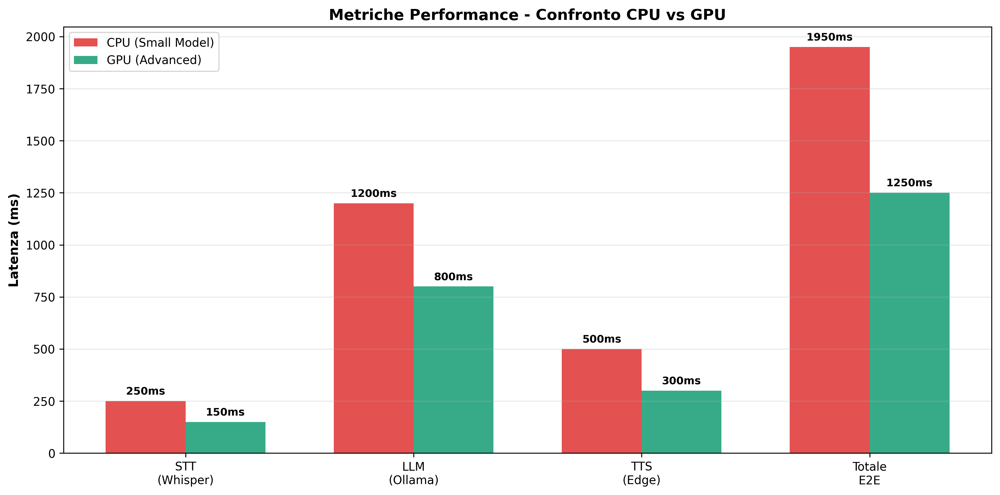 Metriche Performance - Confronto CPU vs GPU
CPU (Small Model)
GPU (Advanced)
Latenza (ms)
2000
1750
1500
1250
1000
750
500
250
0
250ms
150ms
1200ms
800ms
500ms
300ms
1950ms
1250ms
STT
(Whisper)
LLM
(Ollama)
TTS
(Edge)
Totale
E2E